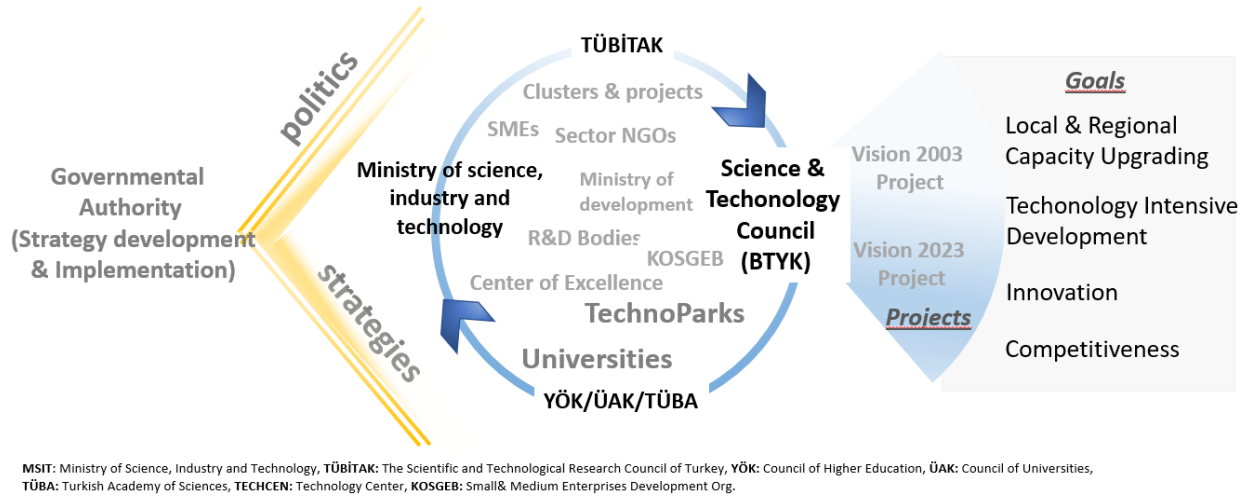 Governmental
Authority
(Strategy development
& Implementation)
politics
strategies
TÜBİTAK
Clusters & projects
SMEs
Sector NGOs
Ministry of science,
industry and
technology
Ministry of
development
R&D Bodies
KOSGEB
Center of Excellence
TechnoParks
Universities
YÖK/ÜAK/TÜBA
Science &
Techonology
Council
(BTYK)
Vision 2003
Project
Vision 2023
Project
Projects
Goals
Local & Regional
Capacity Upgrading
Techonology Intensive
Development
Innovation
Competitiveness
MSIT: Ministry of Science, Industry and Technology, TÜBİTAK: The Scientific and Technological Research Council of Turkey, YÖK: Council of Higher Education, ÜAK: Council of Universities,
TÜBA: Turkish Academy of Sciences, TECHCEN: Technology Center, KOSGEB: Small& Medium Enterprises Development Org.